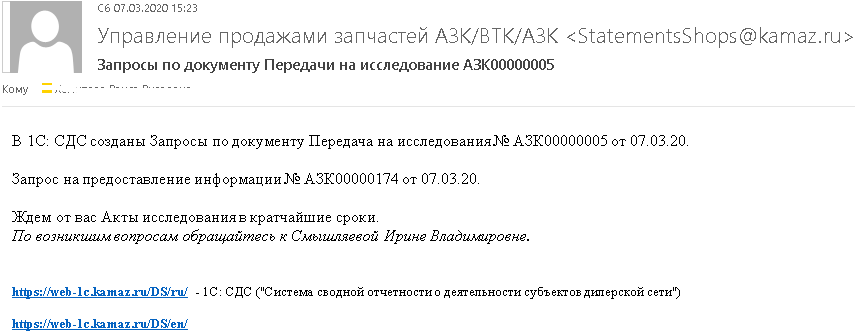 Сб 07.03.2020 15:23
Управление продажами запчастей АЗК/ВТК/АЗК <StatementsShops@kamaz.ru>
Запросы по документу Передачи на исследование АЗК00000005
Кому
В 1С: СДС созданы Запросы по документу Передача на исследования№ АЗК00000005 от 07.03.20.
Запрос на предоставление информации№ АЗК00000174 от 07.03.20.
Ждем от вас Акты исследования в кратчайшие сроки.
По возникшим вопросам обращайтесь к Смышляевой Ирине Владимировне.
https://web-1c.kamaz.ru/DS/ru/ - 1С: СДС ("Система сводной отчетности о деятельности субъектов дилерской сети")
https://web-1c.kamaz.ru/DS/en/